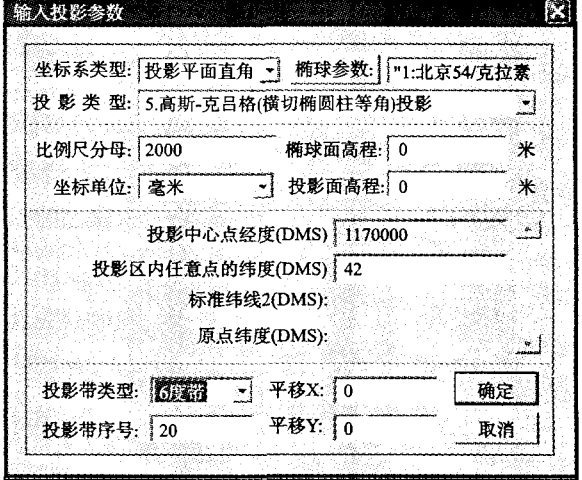 输入投影参数
坐标系类型: 投影平面直角 椭球参数: "1:北京54/克拉索
投 影 类 型: 5.高斯-克吕格(横切椭圆柱等角)投影
比例尺分母: 2000 椭球面高程: 0 米
坐标单位: 毫米 投影面高程: 0 米
投影中心点经度(DMS) 1170000
投影区内任意点的纬度(DMS) 42
标准纬线2(DMS):
原点纬度(DMS):
投影带类型: 6度带 平移X: 0 确定
投影带序号: 20 平移Y: 0 取消